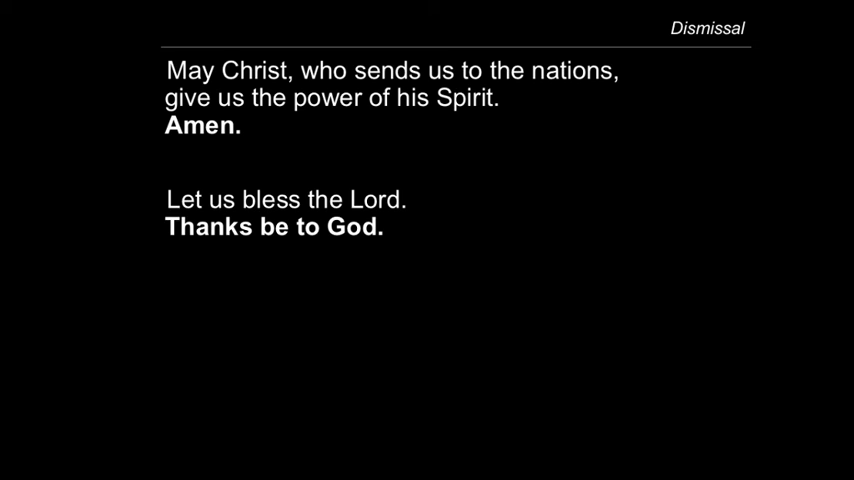 Dismissal
May Christ, who sends us to the nations,
give us the power of his Spirit.
Amen.
Let us bless the Lord.
Thanks be to God.